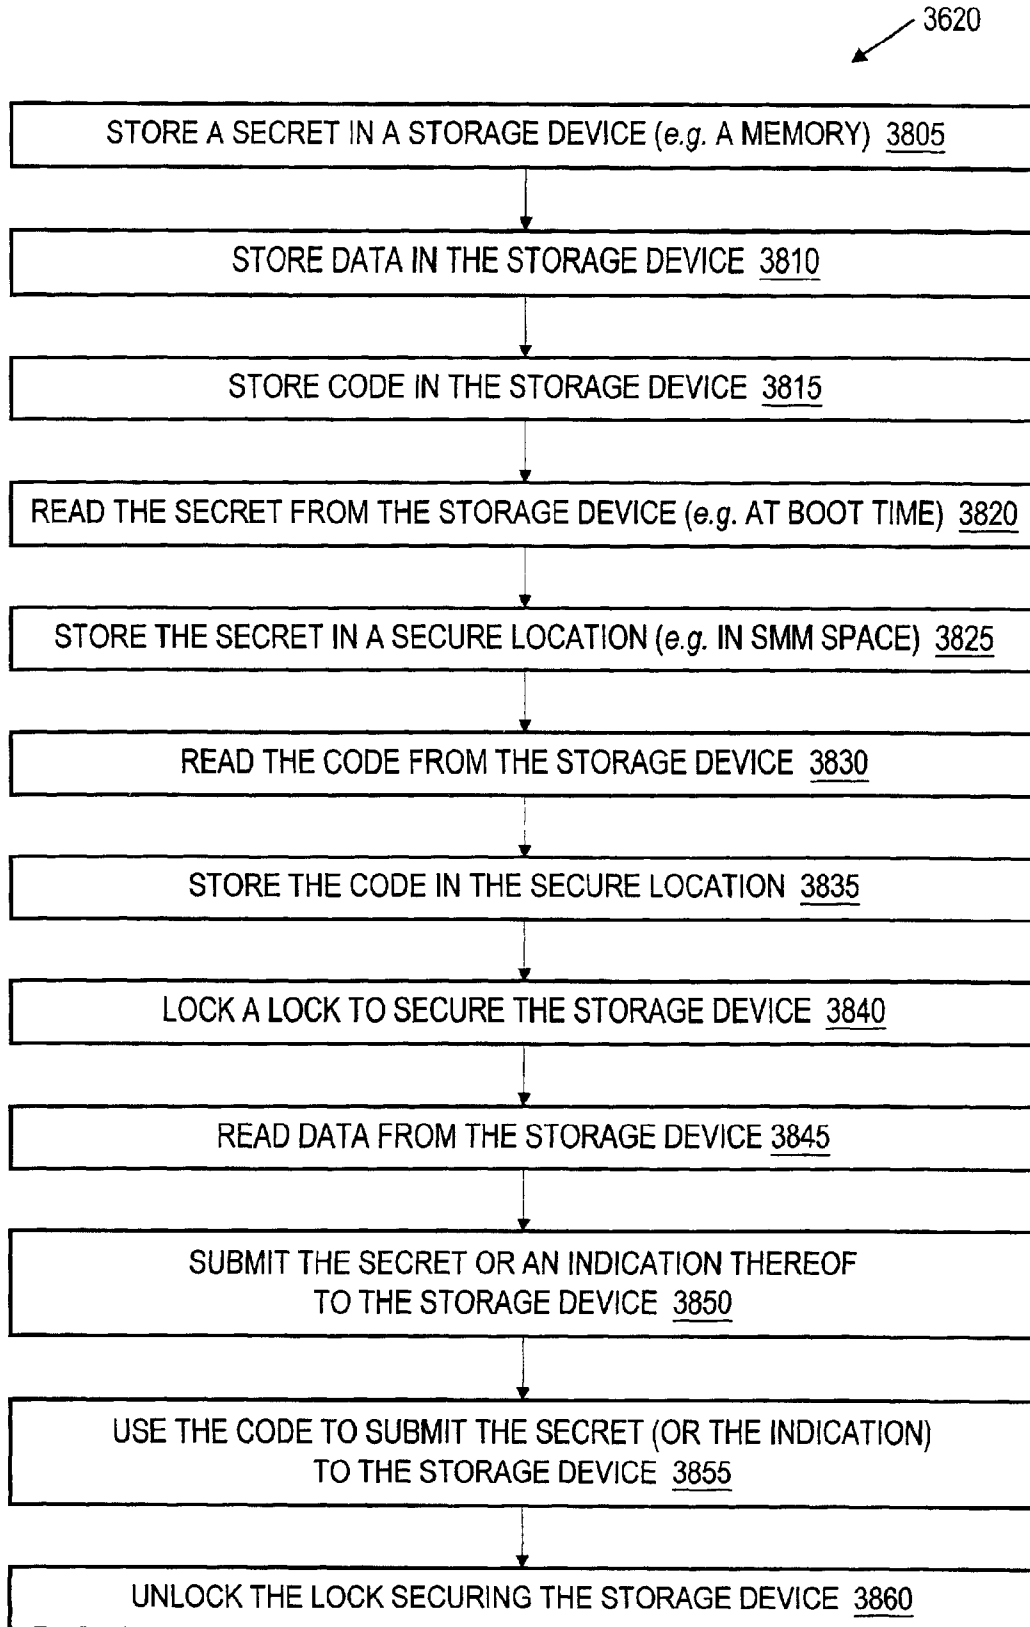 3620
STORE A SECRET IN A STORAGE DEVICE (e.g. A MEMORY) 3805
STORE DATA IN THE STORAGE DEVICE 3810
STORE CODE IN THE STORAGE DEVICE 3815
READ THE SECRET FROM THE STORAGE DEVICE (e.g. AT BOOT TIME) 3820
STORE THE SECRET IN A SECURE LOCATION (e.g. IN SMM SPACE) 3825
READ THE CODE FROM THE STORAGE DEVICE 3830
STORE THE CODE IN THE SECURE LOCATION 3835
LOCK A LOCK TO SECURE THE STORAGE DEVICE 3840
READ DATA FROM THE STORAGE DEVICE 3845
SUBMIT THE SECRET OR AN INDICATION THEREOF
TO THE STORAGE DEVICE 3850
USE THE CODE TO SUBMIT THE SECRET (OR THE INDICATION)
TO THE STORAGE DEVICE 3855
UNLOCK THE LOCK SECURING THE STORAGE DEVICE 3860